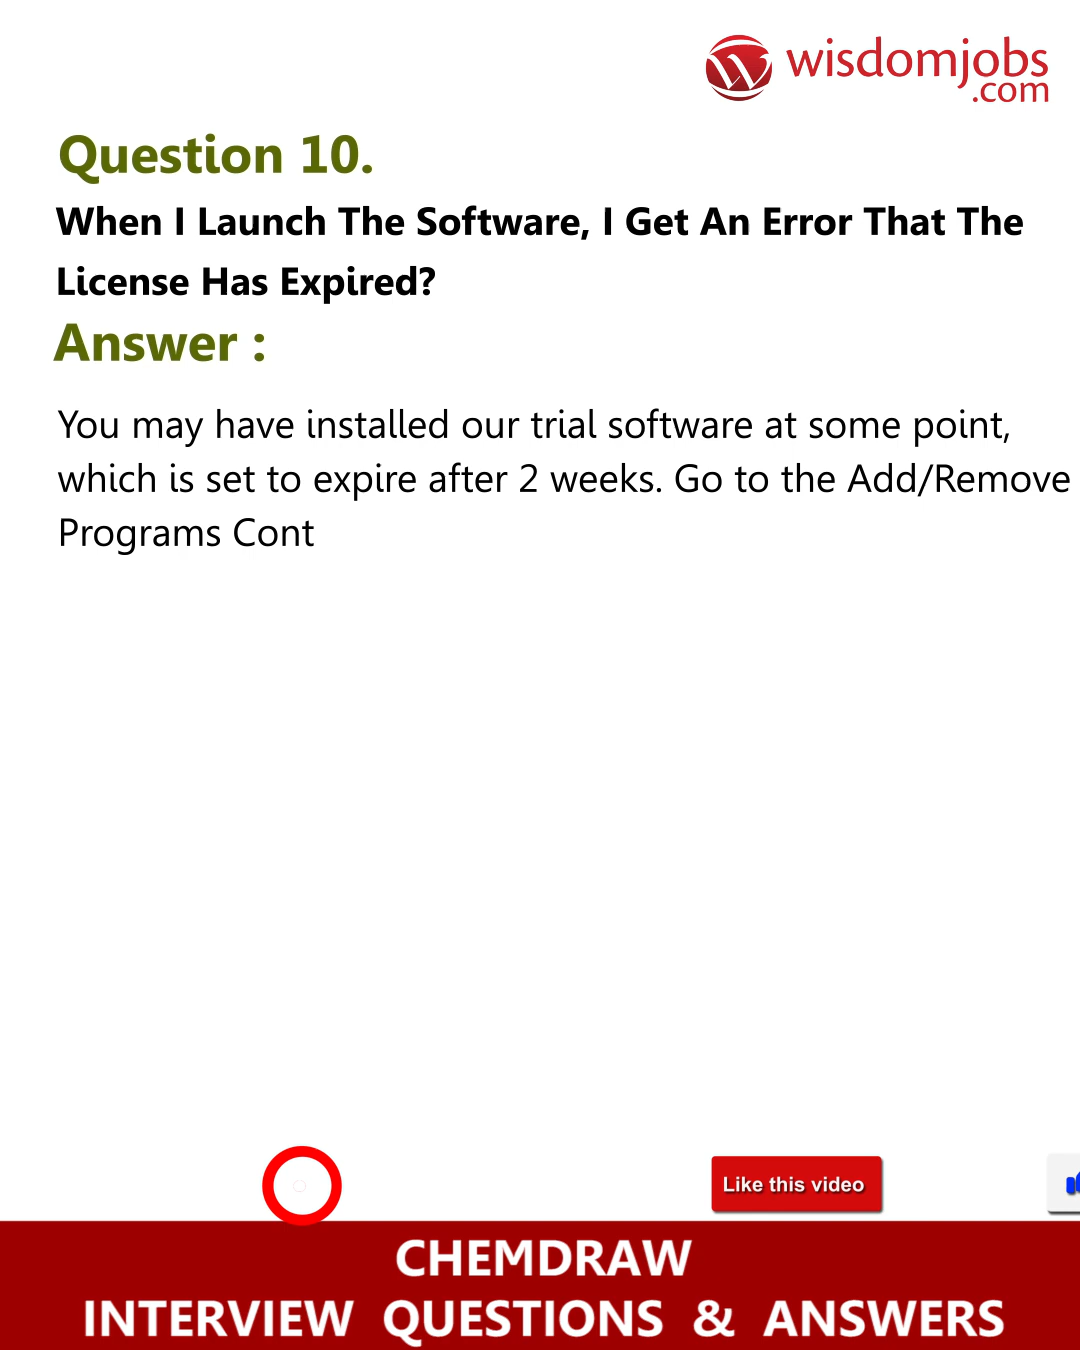 wisdomjobs
.com
Question 10.
When I Launch The Software, I Get An Error That The
License Has Expired?
Answer :
You may have installed our trial software at some point,
which is set to expire after 2 weeks. Go to the Add/Remove
Programs Cont
Like this video
CHEMDRAW
INTERVIEW QUESTIONS & ANSWERS